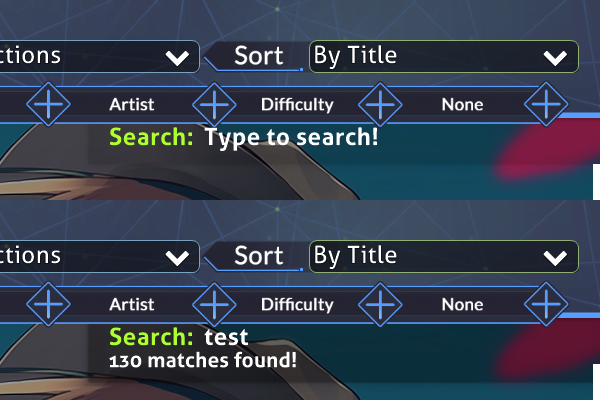 ctions Sort By Title
Artist Difficulty None
Search: Type to search!
ctions Sort By Title
Artist Difficulty None
Search: test
130 matches found!